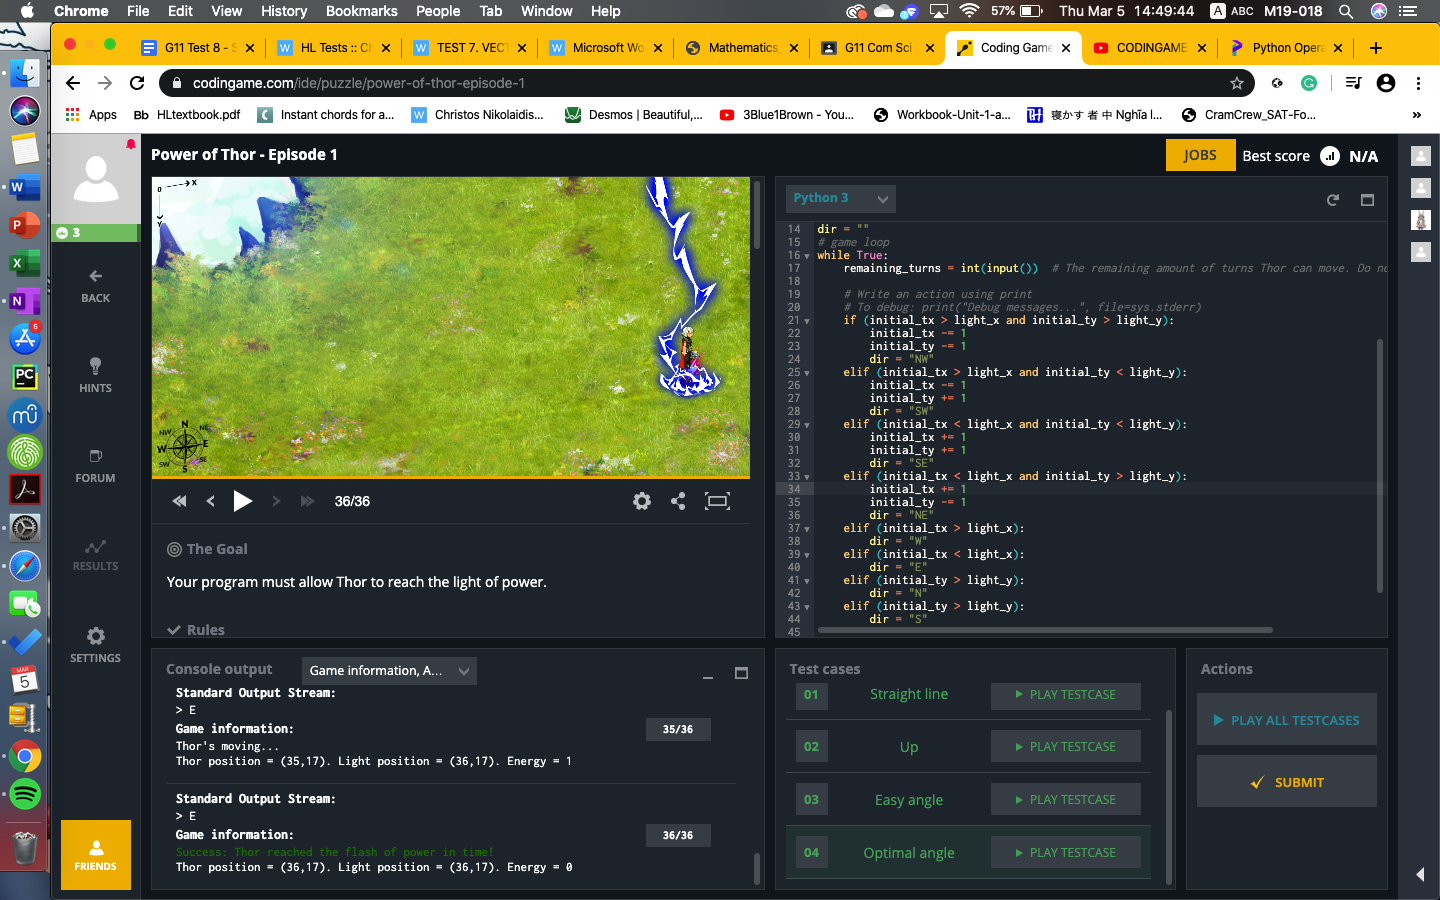 Chrome File Edit View History Bookmarks People Tab Window Help 57% Thu Mar 5 14:49:44 A ABC M19-018
G11 Test 8 - S HL Tests :: Ch TEST 7. VECT Microsoft Wo Mathematics, G11 Com Sci Coding Game CODINGAME Python Opera
codingame.com/ide/puzzle/power-of-thor-episode-1
Apps Bb HLtextbook.pdf Instant chords for a... Christos Nikolaidis... Desmos | Beautiful,... 3Blue1Brown - You... Workbook-Unit-1-a... 寝かす 者 中 Nghĩa l... CramCrew_SAT-Fo... »
Power of Thor - Episode 1
JOBS Best score N/A
3
BACK
HINTS
FORUM
RESULTS
SETTINGS
FRIENDS
0 X
Y
N
NW NE
W E
SW SE
S
36/36
The Goal
Your program must allow Thor to reach the light of power.
Rules
Python 3
14 dir = ""
15 # game loop
16 while True:
17 remaining_turns = int(input()) # The remaining amount of turns Thor can move. Do no
18
19 # Write an action using print
20 # To debug: print("Debug messages...", file=sys.stderr)
21 if (initial_tx > light_x and initial_ty > light_y):
22 initial_tx -= 1
23 initial_ty -= 1
24 dir = "NW"
25 elif (initial_tx > light_x and initial_ty < light_y):
26 initial_tx -= 1
27 initial_ty += 1
28 dir = "SW"
29 elif (initial_tx < light_x and initial_ty < light_y):
30 initial_tx += 1
31 initial_ty += 1
32 dir = "SE"
33 elif (initial_tx < light_x and initial_ty > light_y):
34 initial_tx += 1
35 initial_ty -= 1
36 dir = "NE"
37 elif (initial_tx > light_x):
38 dir = "W"
39 elif (initial_tx < light_x):
40 dir = "E"
41 elif (initial_ty > light_y):
42 dir = "N"
43 elif (initial_ty > light_y):
44 dir = "S"
45
Console output Game information, A...
Standard Output Stream:
> E
Game information: 35/36
Thor's moving...
Thor position = (35,17). Light position = (36,17). Energy = 1
Standard Output Stream:
> E
Game information: 36/36
Success: Thor reached the flash of power in time!
Thor position = (36,17). Light position = (36,17). Energy = 0
Test cases
01 Straight line PLAY TESTCASE
02 Up PLAY TESTCASE
03 Easy angle PLAY TESTCASE
04 Optimal angle PLAY TESTCASE
Actions
PLAY ALL TESTCASES
SUBMIT
W
P
X
N
6
PC
MAR
5